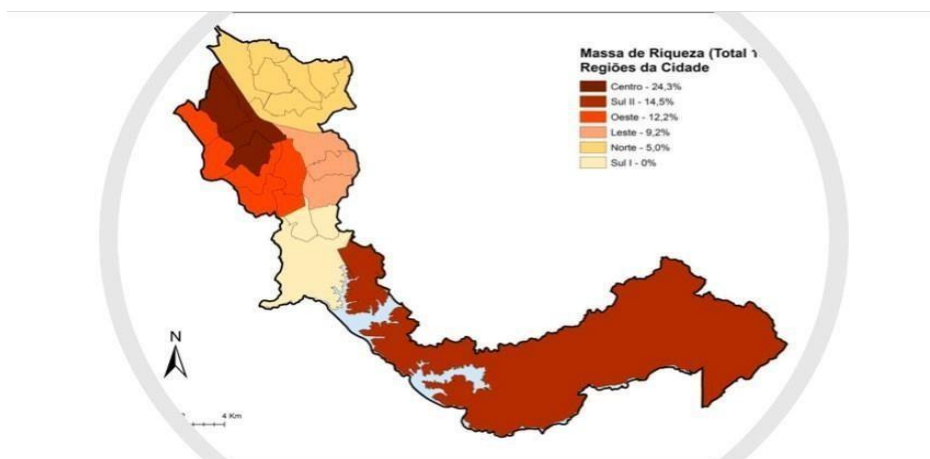 Massa de Riqueza (Total
Regiões da Cidade
Centro - 24,3%
Sul II - 14,5%
Oeste - 12,2%
Leste - 9,2%
Norte - 5,0%
Sul I - 0%
N
4 Km